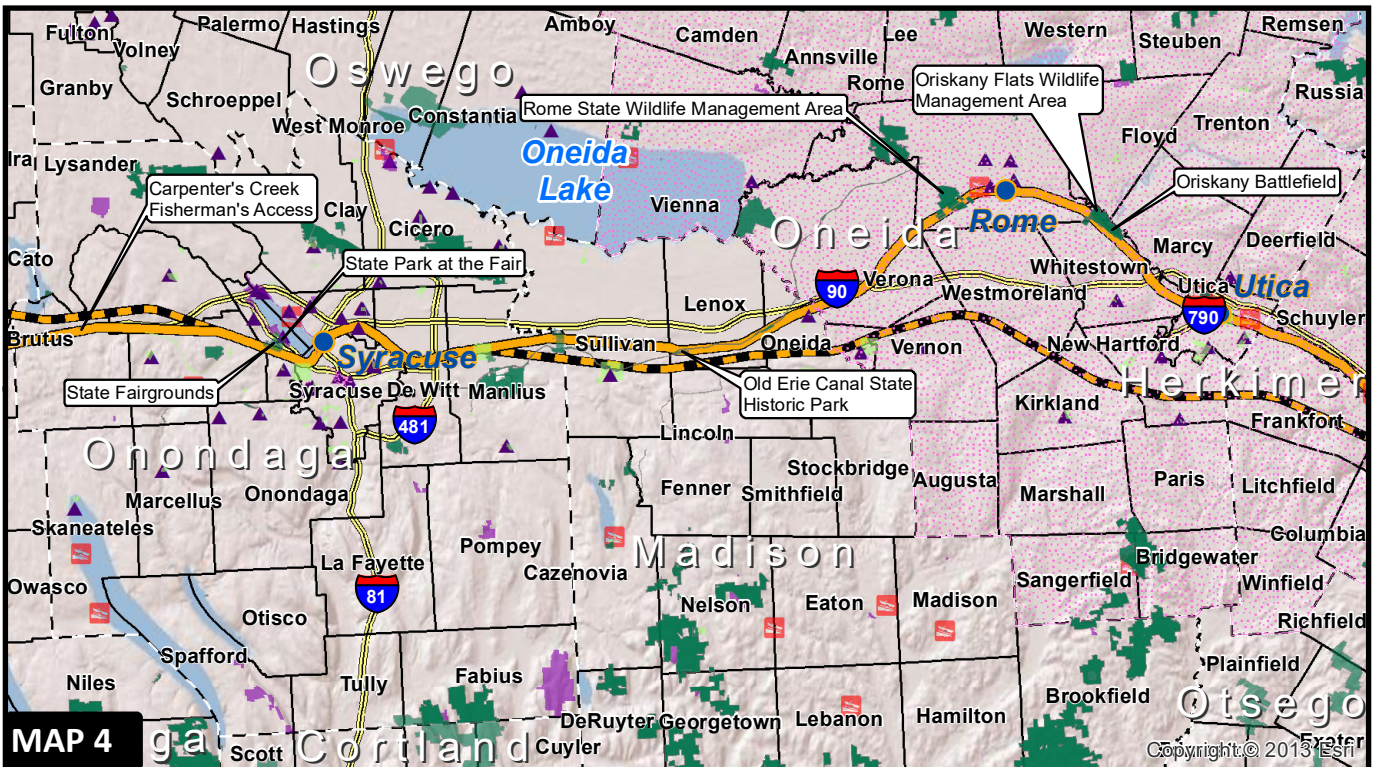 Fulton
Volney
Palermo
Hastings
Amboy
Camden
Lee
Annsville
Western
Steuben
Remsen
Granby
Oswego
Rome
Oriskany Flats Wildlife
Management Area
Russia
Schroeppel
West Monroe
Constantia
Rome State Wildlife Management Area
Trenton
Floyd
Ira
Lysander
Oneida
Lake
Carpenter's Creek
Fisherman's Access
Oriskany Battlefield
Clay
Cicero
Vienna
Oneida
Rome
Cato
State Park at the Fair
Marcy
Deerfield
Whitestown
Verona
90
Lenox
Westmoreland
Utica
Utica
790
Schuyler
Brutus
Syracuse
Sullivan
Oneida
Vernon
New Hartford
State Fairgrounds
Syracuse
De Witt
Manlius
Old Erie Canal State
Historic Park
Herkimer
Kirkland
481
Frankfort
Lincoln
Onondaga
Stockbridge
Augusta
Fenner
Smithfield
Marshall
Paris
Litchfield
Marcellus
Onondaga
Skaneateles
Columbia
Pompey
Madison
La Fayette
Cazenovia
Bridgewater
Owasco
Sangerfield
Winfield
81
Nelson
Eaton
Madison
Otisco
Richfield
Spafford
Plainfield
Niles
Tully
Fabius
Brookfield
Otsego
DeRuyter
Georgetown
Lebanon
Hamilton
MAP 4
ga
Scott
Cortland
Cuyler
Exeter
Copyright:© 2013 Esri